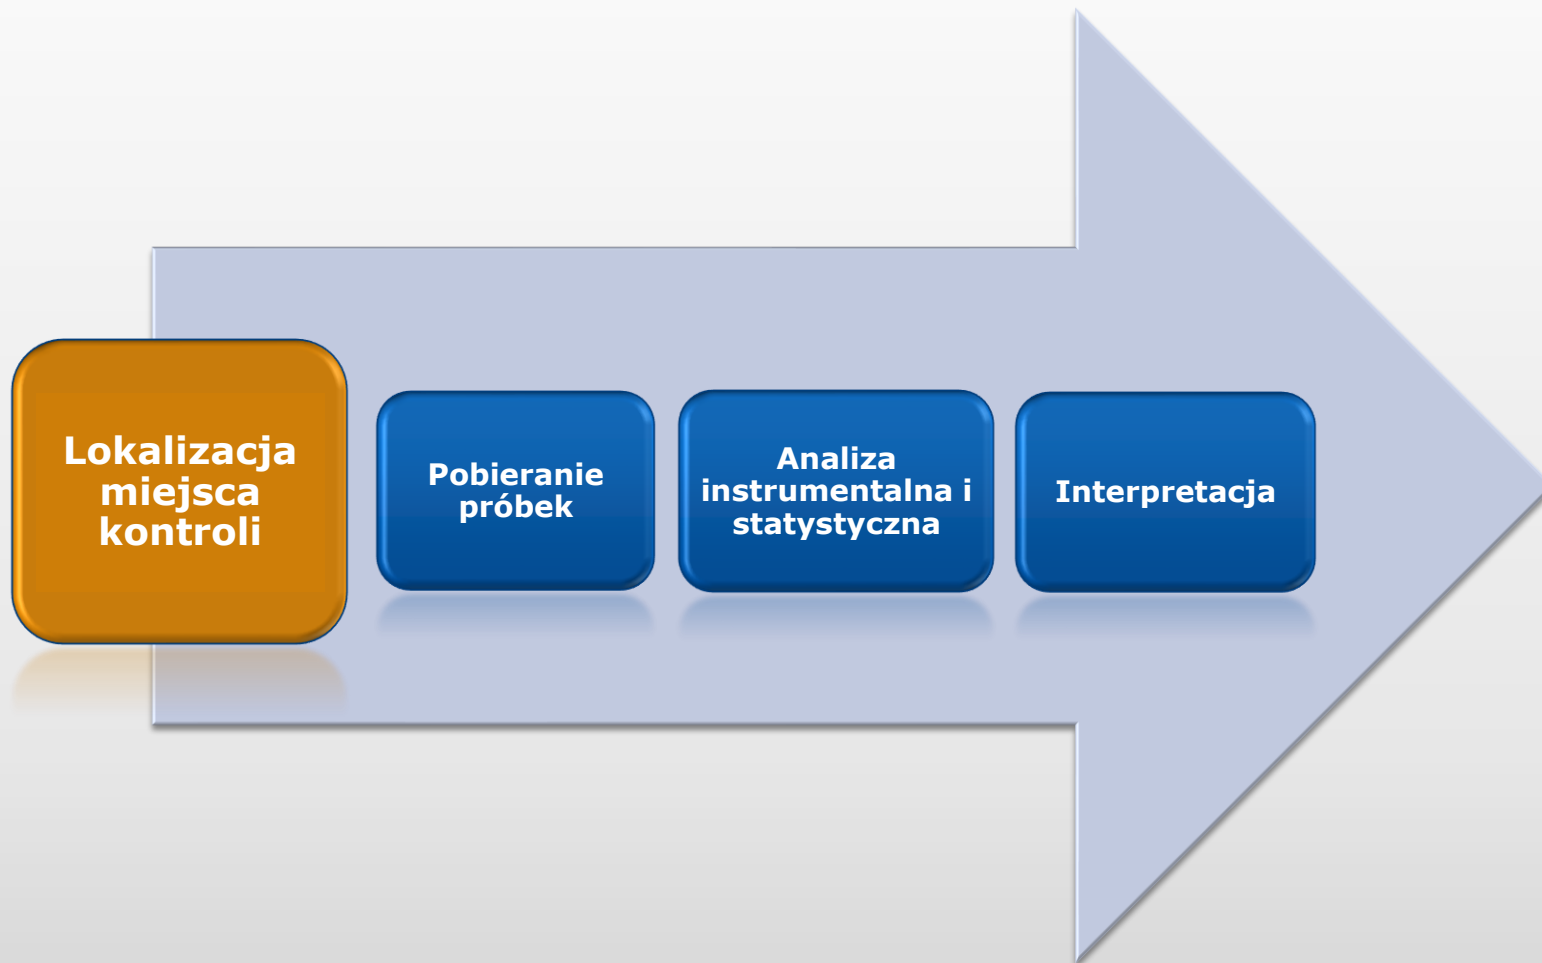 Lokalizacja
miejsca
kontroli
Pobieranie
próbek
Analiza
instrumentalna i
statystyczna
Interpretacja